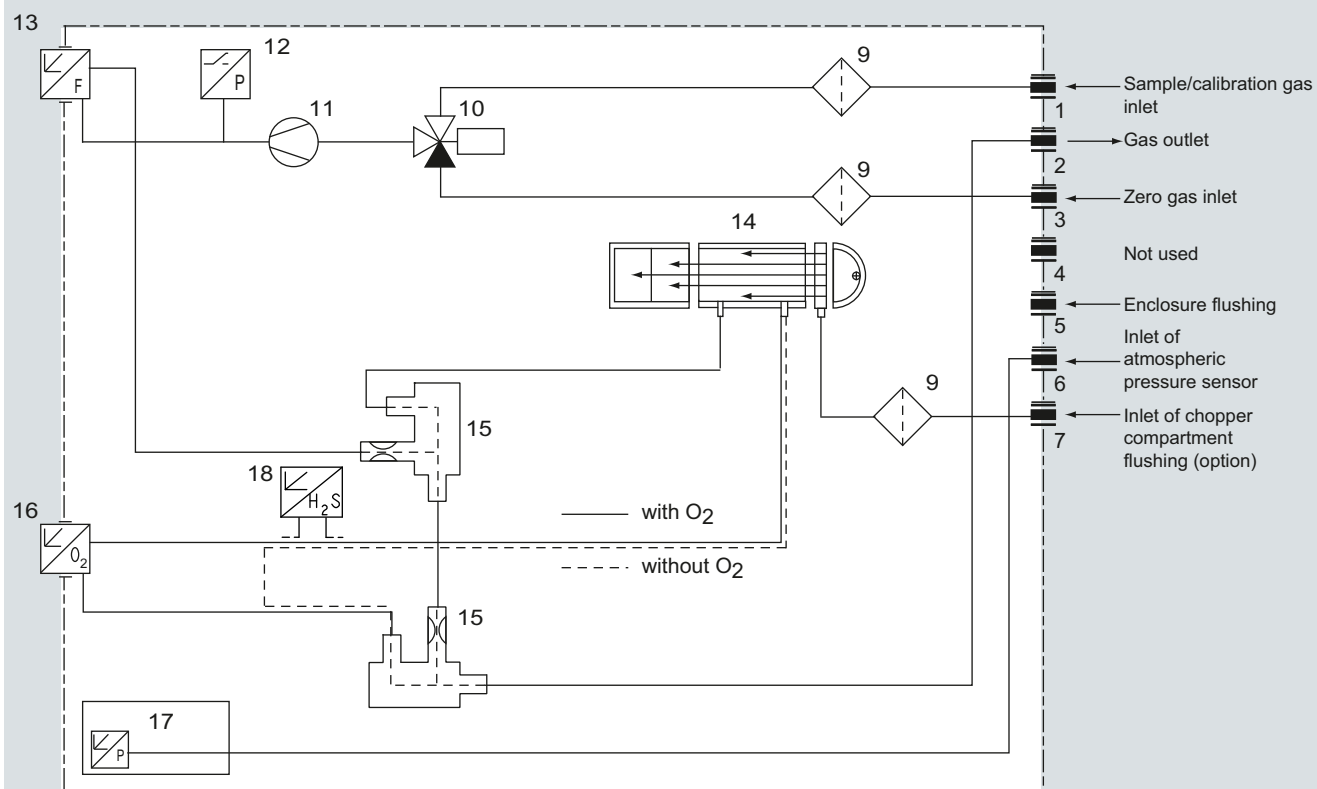 13
F
12
P
11
10
9
1
Sample/calibration gas
inlet
2
Gas outlet
9
3
Zero gas inlet
14
4
Not used
5
Enclosure flushing
6
Inlet of
atmospheric
pressure sensor
9
7
Inlet of chopper
compartment
flushing (option)
15
18
H2S
with O2
16
O2
without O2
15
17
P